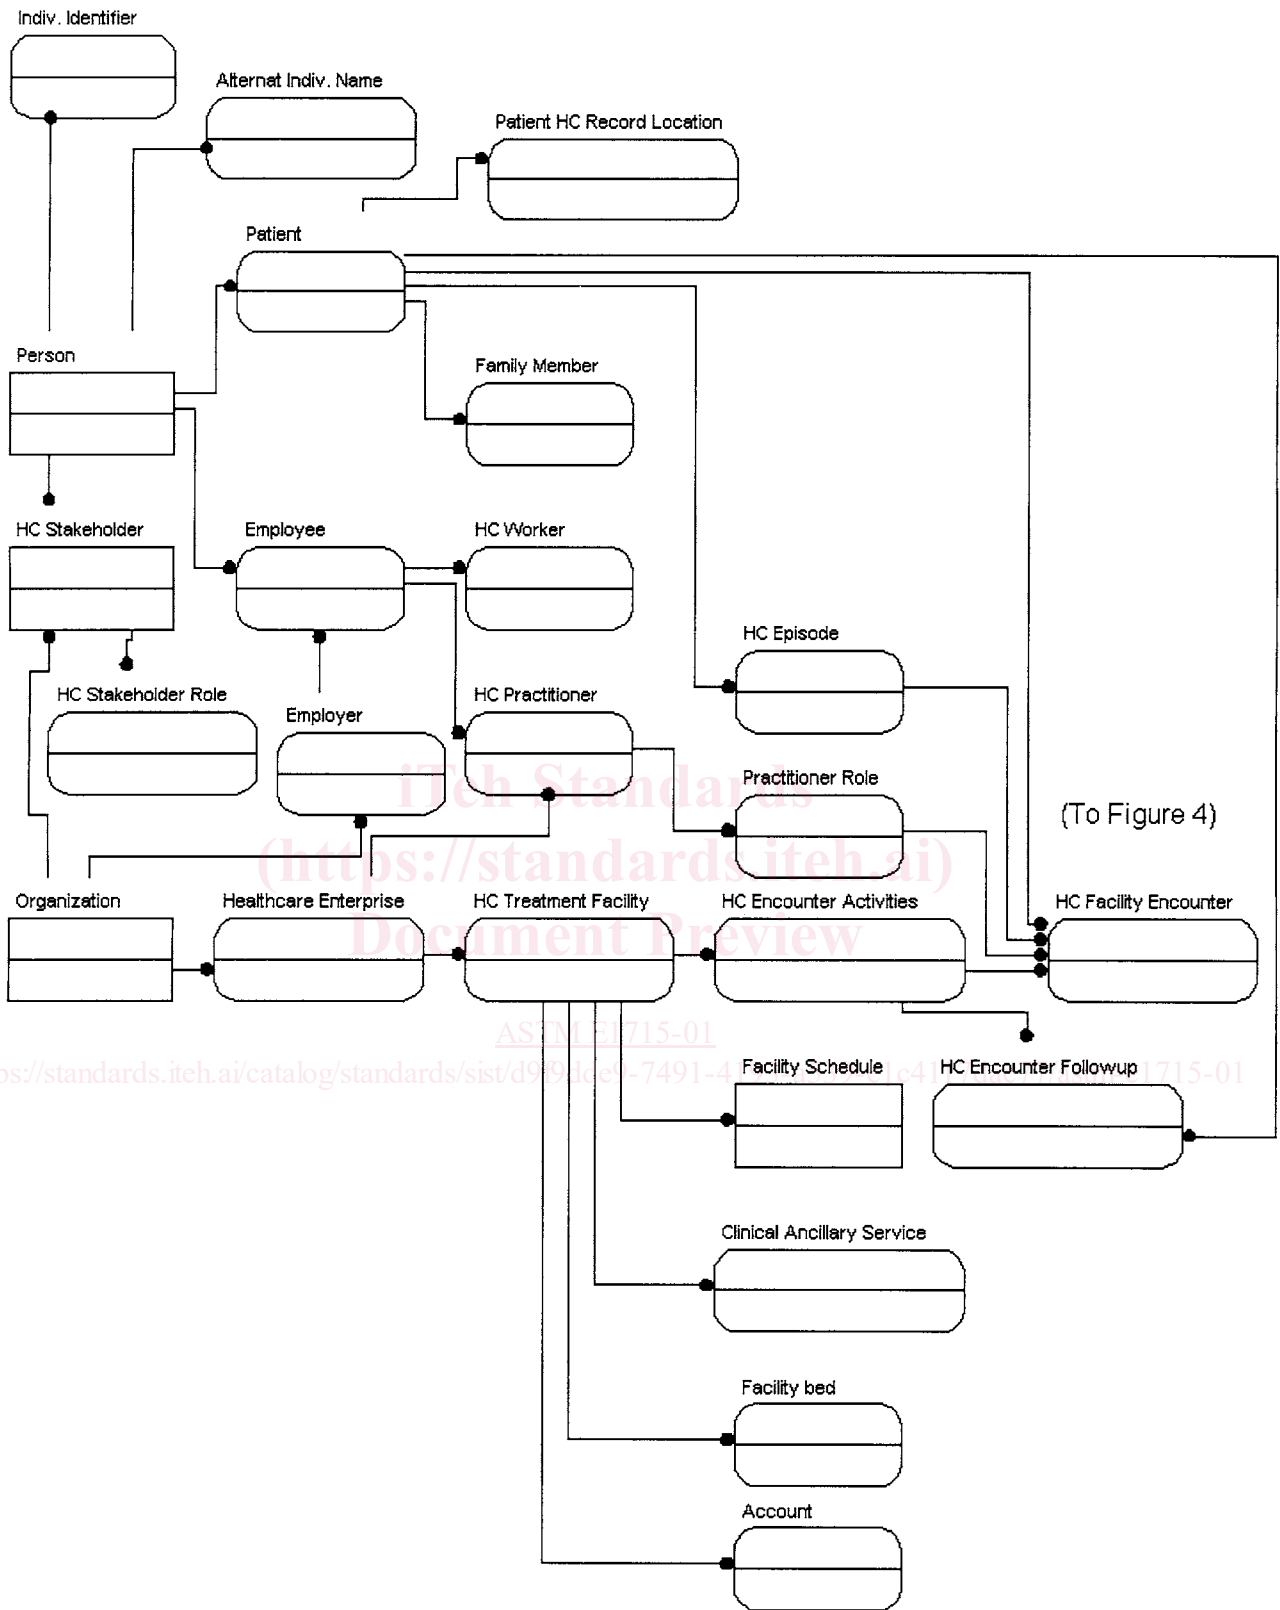 Indiv. Identifier
Alternat Indiv. Name
Patient HC Record Location
Patient
Person
Family Member
HC Stakeholder
Employee
HC Worker
HC Episode
HC Stakeholder Role
Employer
HC Practitioner
iTeh Standards
Practitioner Role
(To Figure 4)
(https://standards.iteh.ai)
Organization
Healthcare Enterprise
HC Treatment Facility
HC Encounter Activities
HC Facility Encounter
Document Preview
ASTM E1715-01
Facility Schedule
HC Encounter Followup
Clinical Ancillary Service
Facility bed
Account